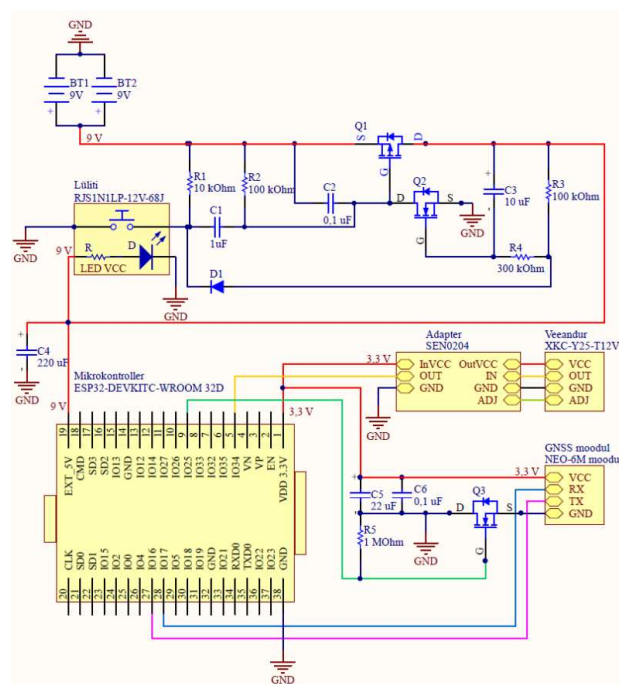 GND
BT1
9V
BT2
9V
9 V
Q1
S
D
G
Q2
D
S
G
GND
R1
10 kOhm
R2
100 kOhm
C2
0,1 uF
C1
1uF
C3
10 uF
R3
100 kOhm
R4
300 kOhm
D1
Lüliti
RJS1N1LP-12V-68J
GND
9 V
R
D
LED VCC
GND
C4
220 uF
GND
Mikrokontroller
ESP32-DEVKITC-WROOM 32D
9 V
3,3 V
19 18 17 16 15 14 13 12 11 10 9 8 7 6 5 4 3 2 1
EXT_5V CMD SD3 SD2 IO13 GND IO12 IO14 IO27 IO26 IO25 IO33 IO32 IO35 IO34 VN VP EN VDD 3.3V
CLK SD0 SD1 IO15 IO2 IO0 IO4 IO16 IO17 IO5 IO18 IO19 GND IO21 RXD0 TXD0 IO22 IO23 GND
20 21 22 23 24 25 26 27 28 29 30 31 32 33 34 35 36 37 38
GND
3,3 V
Adapter
SEN0204
InVCC OutVCC
OUT IN
GND GND
ADJ
GND
Veeandur
XKC-Y25-T12V
VCC
OUT
GND
ADJ
GNSS moodul
NEO-6M moodu
3,3 V
VCC
RX
TX
GND
C5
22 uF
C6
0,1 uF
Q3
D
S
G
R5
1 MOhm
GND